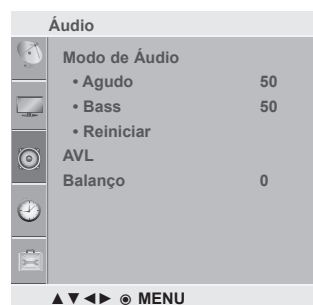 Áudio
Modo de Áudio
• Agudo 50
• Bass 50
• Reiniciar
AVL
Balanço 0
▲▼◄► ◉ MENU